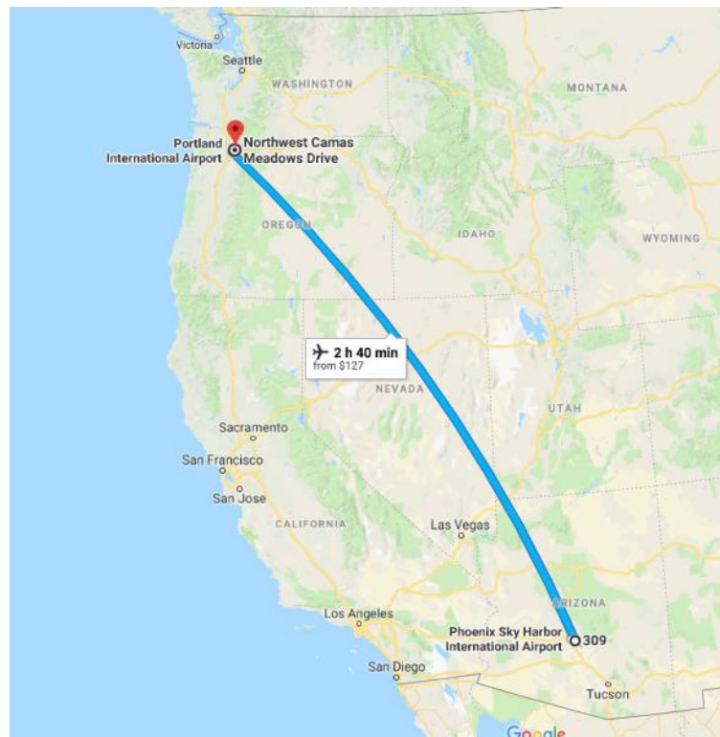 Victoria
Seattle
WASHINGTON
MONTANA
Portland
International Airport
Northwest Camas
Meadows Drive
OREGON
IDAHO
WYOMING
2 h 40 min
from $127
NEVADA
UTAH
Sacramento
San Francisco
San Jose
CALIFORNIA
Las Vegas
ARIZONA
Los Angeles
Phoenix Sky Harbor
International Airport
309
San Diego
Tucson
Google